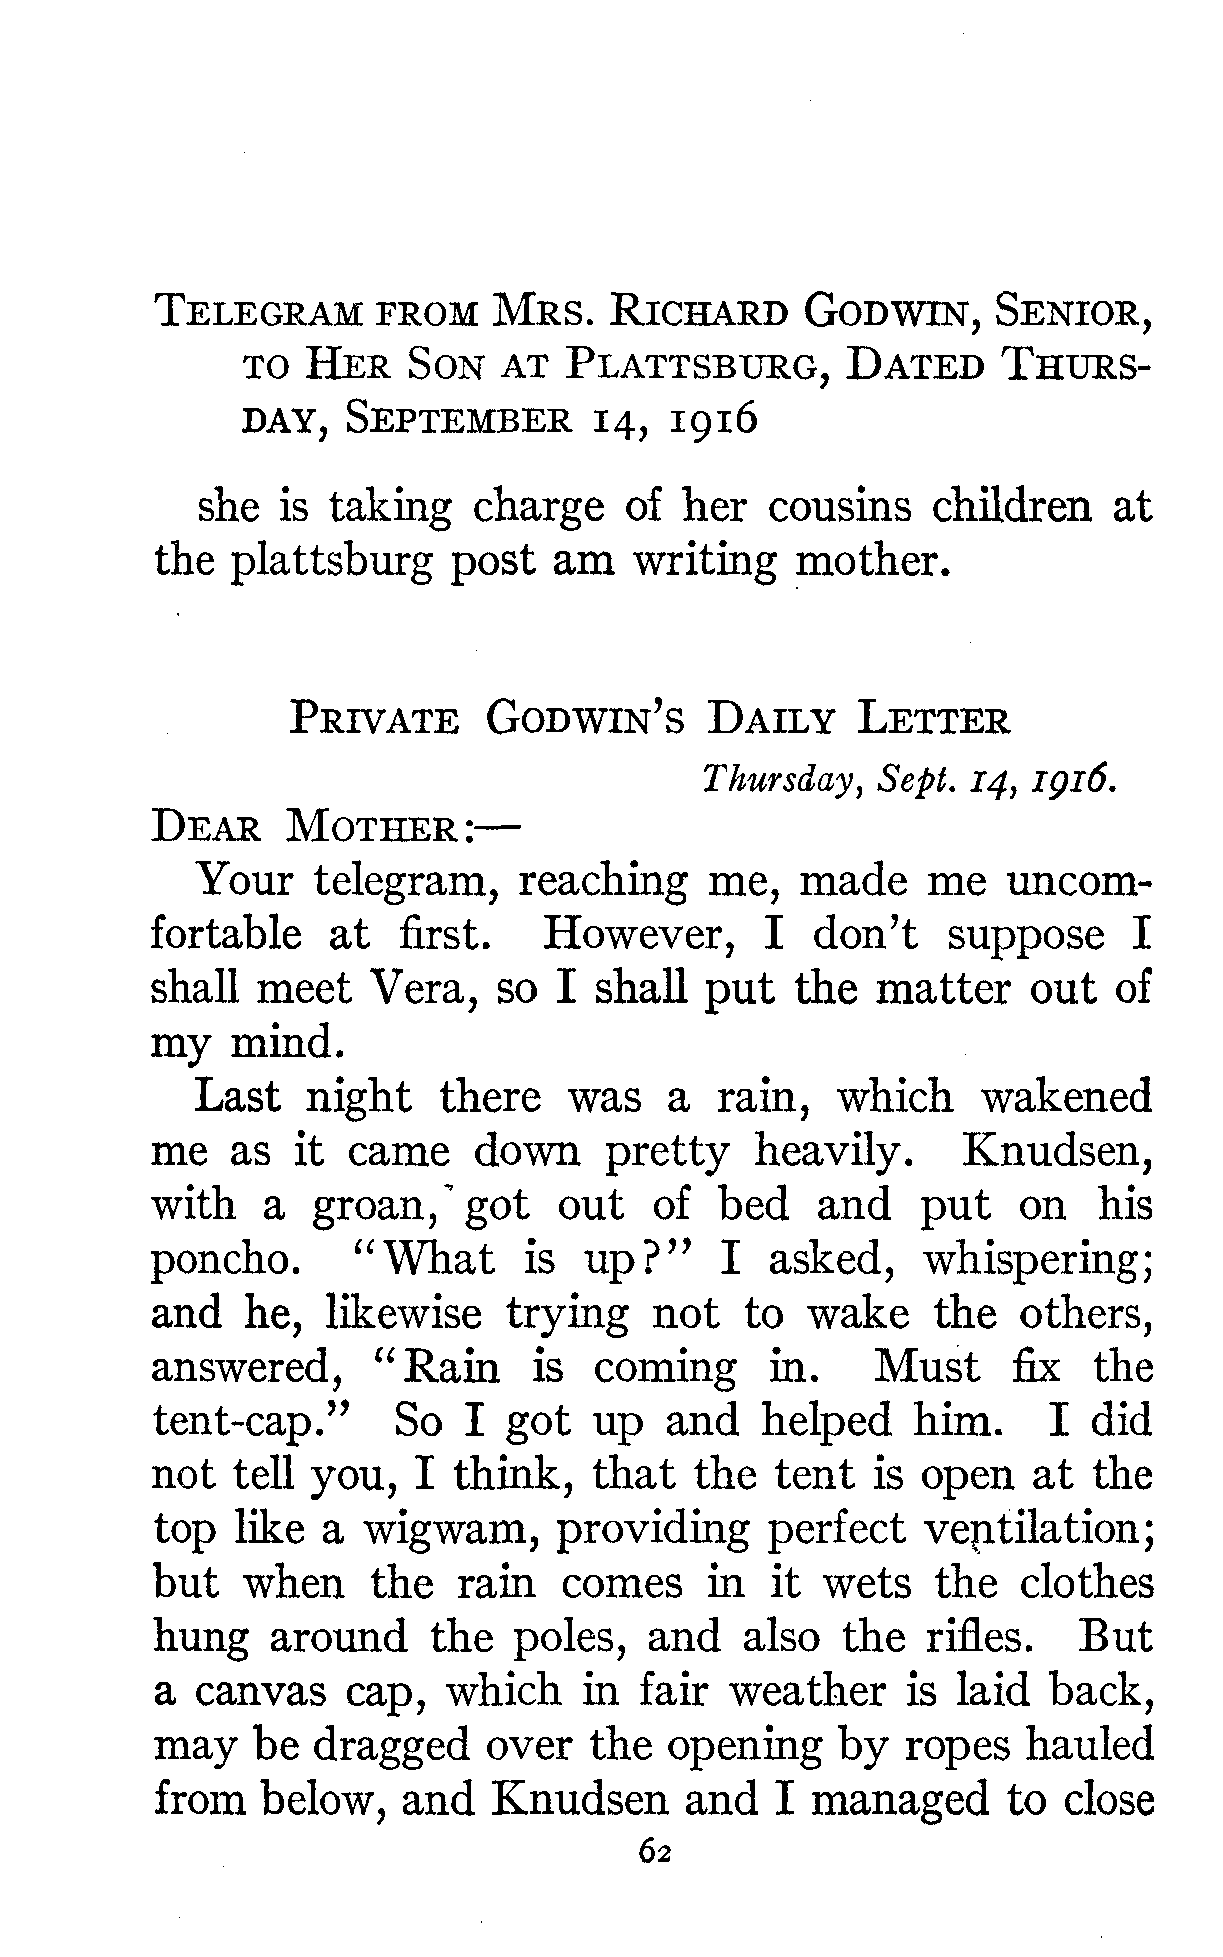 Telegram from Mrs. Richard Godwin, Senior,
to Her Son at Plattsburg, Dated Thurs-
day, September 14, 1916
she is taking charge of her cousins children at
the plattsburg post am writing mother.
Private Godwin's Daily Letter
Thursday, Sept. 14, 1916.
Dear Mother:—
Your telegram, reaching me, made me uncom-
fortable at first. However, I don't suppose I
shall meet Vera, so I shall put the matter out of
my mind.
Last night there was a rain, which wakened
me as it came down pretty heavily. Knudsen,
with a groan, got out of bed and put on his
poncho. "What is up?" I asked, whispering;
and he, likewise trying not to wake the others,
answered, "Rain is coming in. Must fix the
tent-cap." So I got up and helped him. I did
not tell you, I think, that the tent is open at the
top like a wigwam, providing perfect ventilation;
but when the rain comes in it wets the clothes
hung around the poles, and also the rifles. But
a canvas cap, which in fair weather is laid back,
may be dragged over the opening by ropes hauled
from below, and Knudsen and I managed to close
62